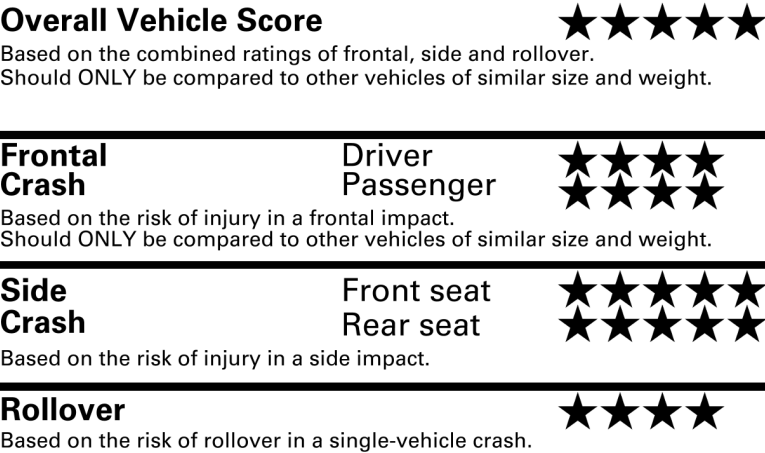 Overall Vehicle Score ★★★★★
Based on the combined ratings of frontal, side and rollover.
Should ONLY be compared to other vehicles of similar size and weight.
Frontal Driver ★★★★
Crash Passenger ★★★★
Based on the risk of injury in a frontal impact.
Should ONLY be compared to other vehicles of similar size and weight.
Side Front seat ★★★★★
Crash Rear seat ★★★★★
Based on the risk of injury in a side impact.
Rollover ★★★★
Based on the risk of rollover in a single-vehicle crash.